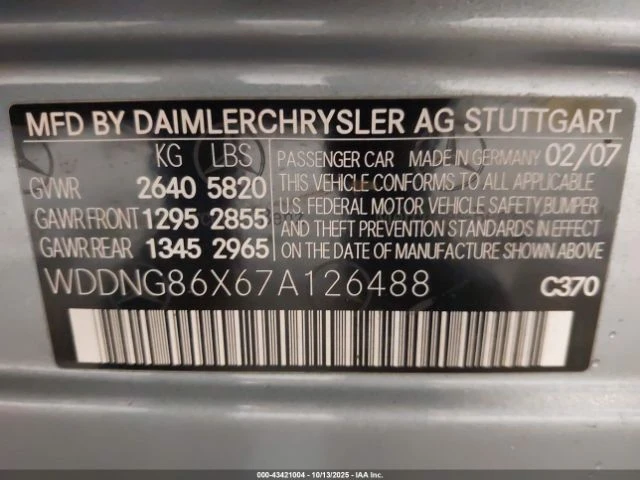 MFD BY DAIMLERCHRYSLER AG STUTTGART
KG LBS
GVWR 2640 5820
GAWR FRONT 1295 2855
GAWR REAR 1345 2965
PASSENGER CAR MADE IN GERMANY 02/07
THIS VEHICLE CONFORMS TO ALL APPLICABLE
U.S. FEDERAL MOTOR VEHICLE SAFETY, BUMPER
AND THEFT PREVENTION STANDARDS IN EFFECT
ON THE DATE OF MANUFACTURE SHOWN ABOVE
WDDNG86X67A126488 C370
000-43421004 - 10/13/2025 - IAA Inc.